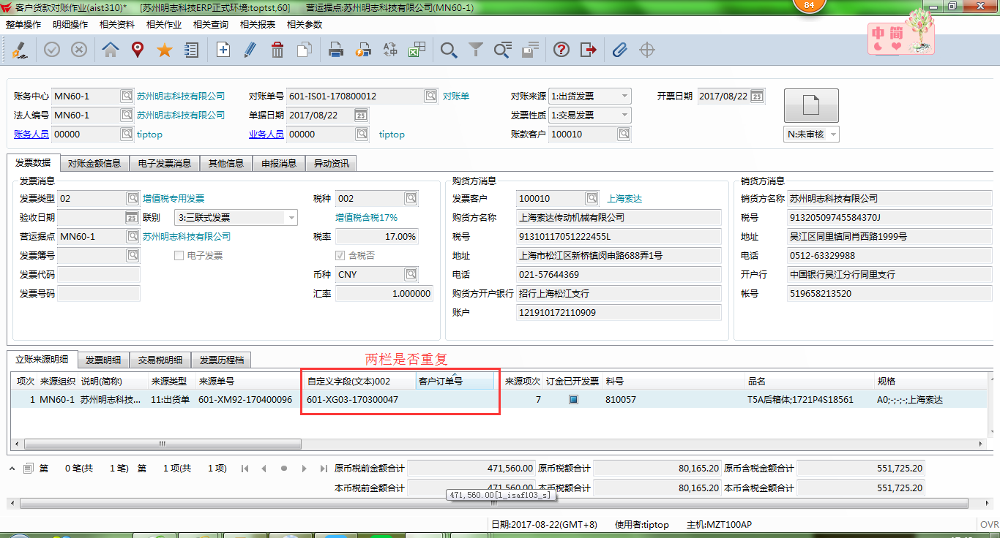 客户货款对账作业(aist310)* [苏州明志科技ERP正式环境:toptst,60] 营运据点:苏州明志科技有限公司(MN60-1)
84
整单操作 明细操作 相关资料 相关作业 相关查询 相关报表 相关参数
中 简
账务中心 MN60-1 苏州明志科技有限公司 对账单号 601-IS01-170800012 对账单 对账来源 1:出货发票 开票日期 2017/08/22
法人编号 MN60-1 苏州明志科技有限公司 单据日期 2017/08/22 发票性质 1:交易发票
账务人员 00000 tiptop 业务人员 00000 tiptop 账款客户 100010 N:未审核
发票数据 对账金额信息 电子发票消息 其他信息 申报消息 异动资讯
发票消息 购货方消息 销货方消息
发票类型 02 增值税专用发票 税种 002 发票客户 100010 上海索达 销货方名称 苏州明志科技有限公司
验收日期 联别 3:三联式发票 增值税含税17% 购货方名称 上海索达传动机械有限公司 税号 91320509745584370J
营运据点 MN60-1 苏州明志科技有限公司 税率 17.00% 税号 91310117051222455L 地址 吴江区同里镇同肖西路1999号
发票簿号 电子发票 含税否 地址 上海市松江区新桥镇闵申路688弄1号 电话 0512-63329988
发票代码 币种 CNY 电话 021-57644369 开户行 中国银行吴江分行同里支行
发票号码 汇率 1.000000 购货方开户银行 招行上海松江支行 帐号 519658213520
账户 121910172110909
立账来源明细 发票明细 交易税明细 发票历程档
两栏是否重复
项次 来源组织 说明(简称) 来源类型 来源单号 自定义字段(文本)002 客户订单号 来源项次 订金已开发票 料号 品名 规格
1 MN60-1 苏州明志科技... 11:出货单 601-XM92-170400096 601-XG03-170300047 7 810057 T5A后箱体;1721P4S18561 A0;-;-;-;上海索达
第 0 笔(共 1 笔) 第 1 项(共 1 项) 原币税前金额合计 471,560.00 原币税额合计 80,165.20 原币含税金额合计 551,725.20
本币税前金额合计 471,560.00 本币税额合计 80,165.20 本币含税金额合计 551,725.20
471,560.00[l_isaf103_s]
日期:2017-08-22(GMT+8) 使用者:tiptop 主机:MZT100AP OVR